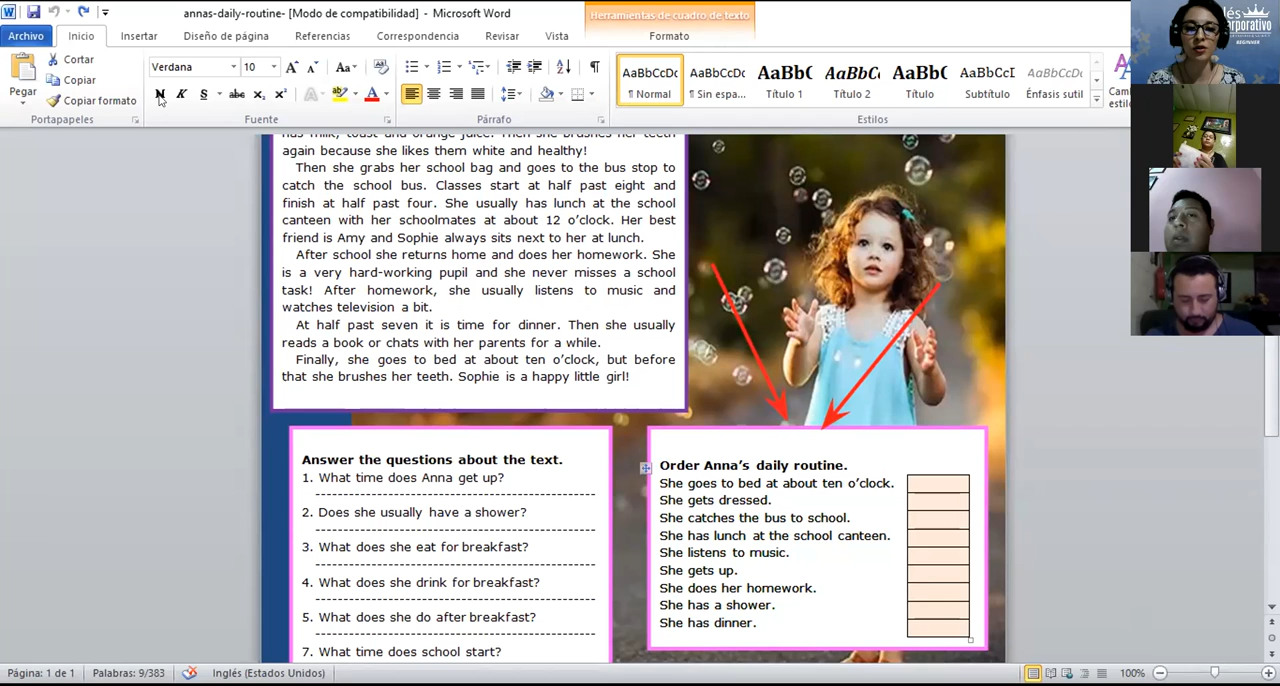 annas-daily-routine- [Modo de compatibilidad] - Microsoft Word
Herramientas de cuadro de texto
Archivo Inicio Insertar Diseño de página Referencias Correspondencia Revisar Vista Formato
Pegar
Cortar
Copiar
Copiar formato
Portapapeles
Verdana 10
Fuente
Párrafo
AaBbCcDc AaBbCcDc AaBbC AaBbCc AaBbC AaBbCcI AaBbCcDc
¶ Normal ¶ Sin espa... Título 1 Título 2 Título Subtítulo Énfasis sutil
Estilos
corporativo
BEGINNER
has milk, toast and orange juice. Then she brushes her teeth
again because she likes them white and healthy!
Then she grabs her school bag and goes to the bus stop to
catch the school bus. Classes start at half past eight and
finish at half past four. She usually has lunch at the school
canteen with her schoolmates at about 12 o’clock. Her best
friend is Amy and Sophie always sits next to her at lunch.
After school she returns home and does her homework. She
is a very hard-working pupil and she never misses a school
task! After homework, she usually listens to music and
watches television a bit.
At half past seven it is time for dinner. Then she usually
reads a book or chats with her parents for a while.
Finally, she goes to bed at about ten o’clock, but before
that she brushes her teeth. Sophie is a happy little girl!
Answer the questions about the text.
1. What time does Anna get up?
2. Does she usually have a shower?
3. What does she eat for breakfast?
4. What does she drink for breakfast?
5. What does she do after breakfast?
7. What time does school start?
Order Anna’s daily routine.
She goes to bed at about ten o’clock.
She gets dressed.
She catches the bus to school.
She has lunch at the school canteen.
She listens to music.
She gets up.
She does her homework.
She has a shower.
She has dinner.
Página: 1 de 1 Palabras: 9/383 Inglés (Estados Unidos) 100%